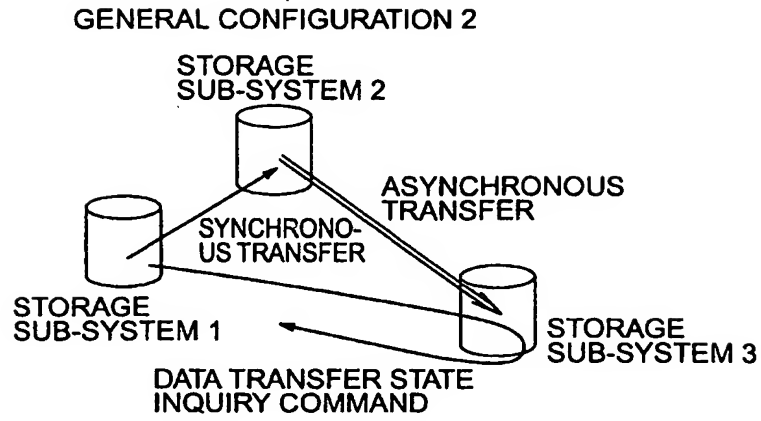 GENERAL CONFIGURATION 2
STORAGE
SUB-SYSTEM 2
ASYNCHRONOUS
TRANSFER
SYNCHRONO-
US TRANSFER
STORAGE
SUB-SYSTEM 1
STORAGE
SUB-SYSTEM 3
DATA TRANSFER STATE
INQUIRY COMMAND